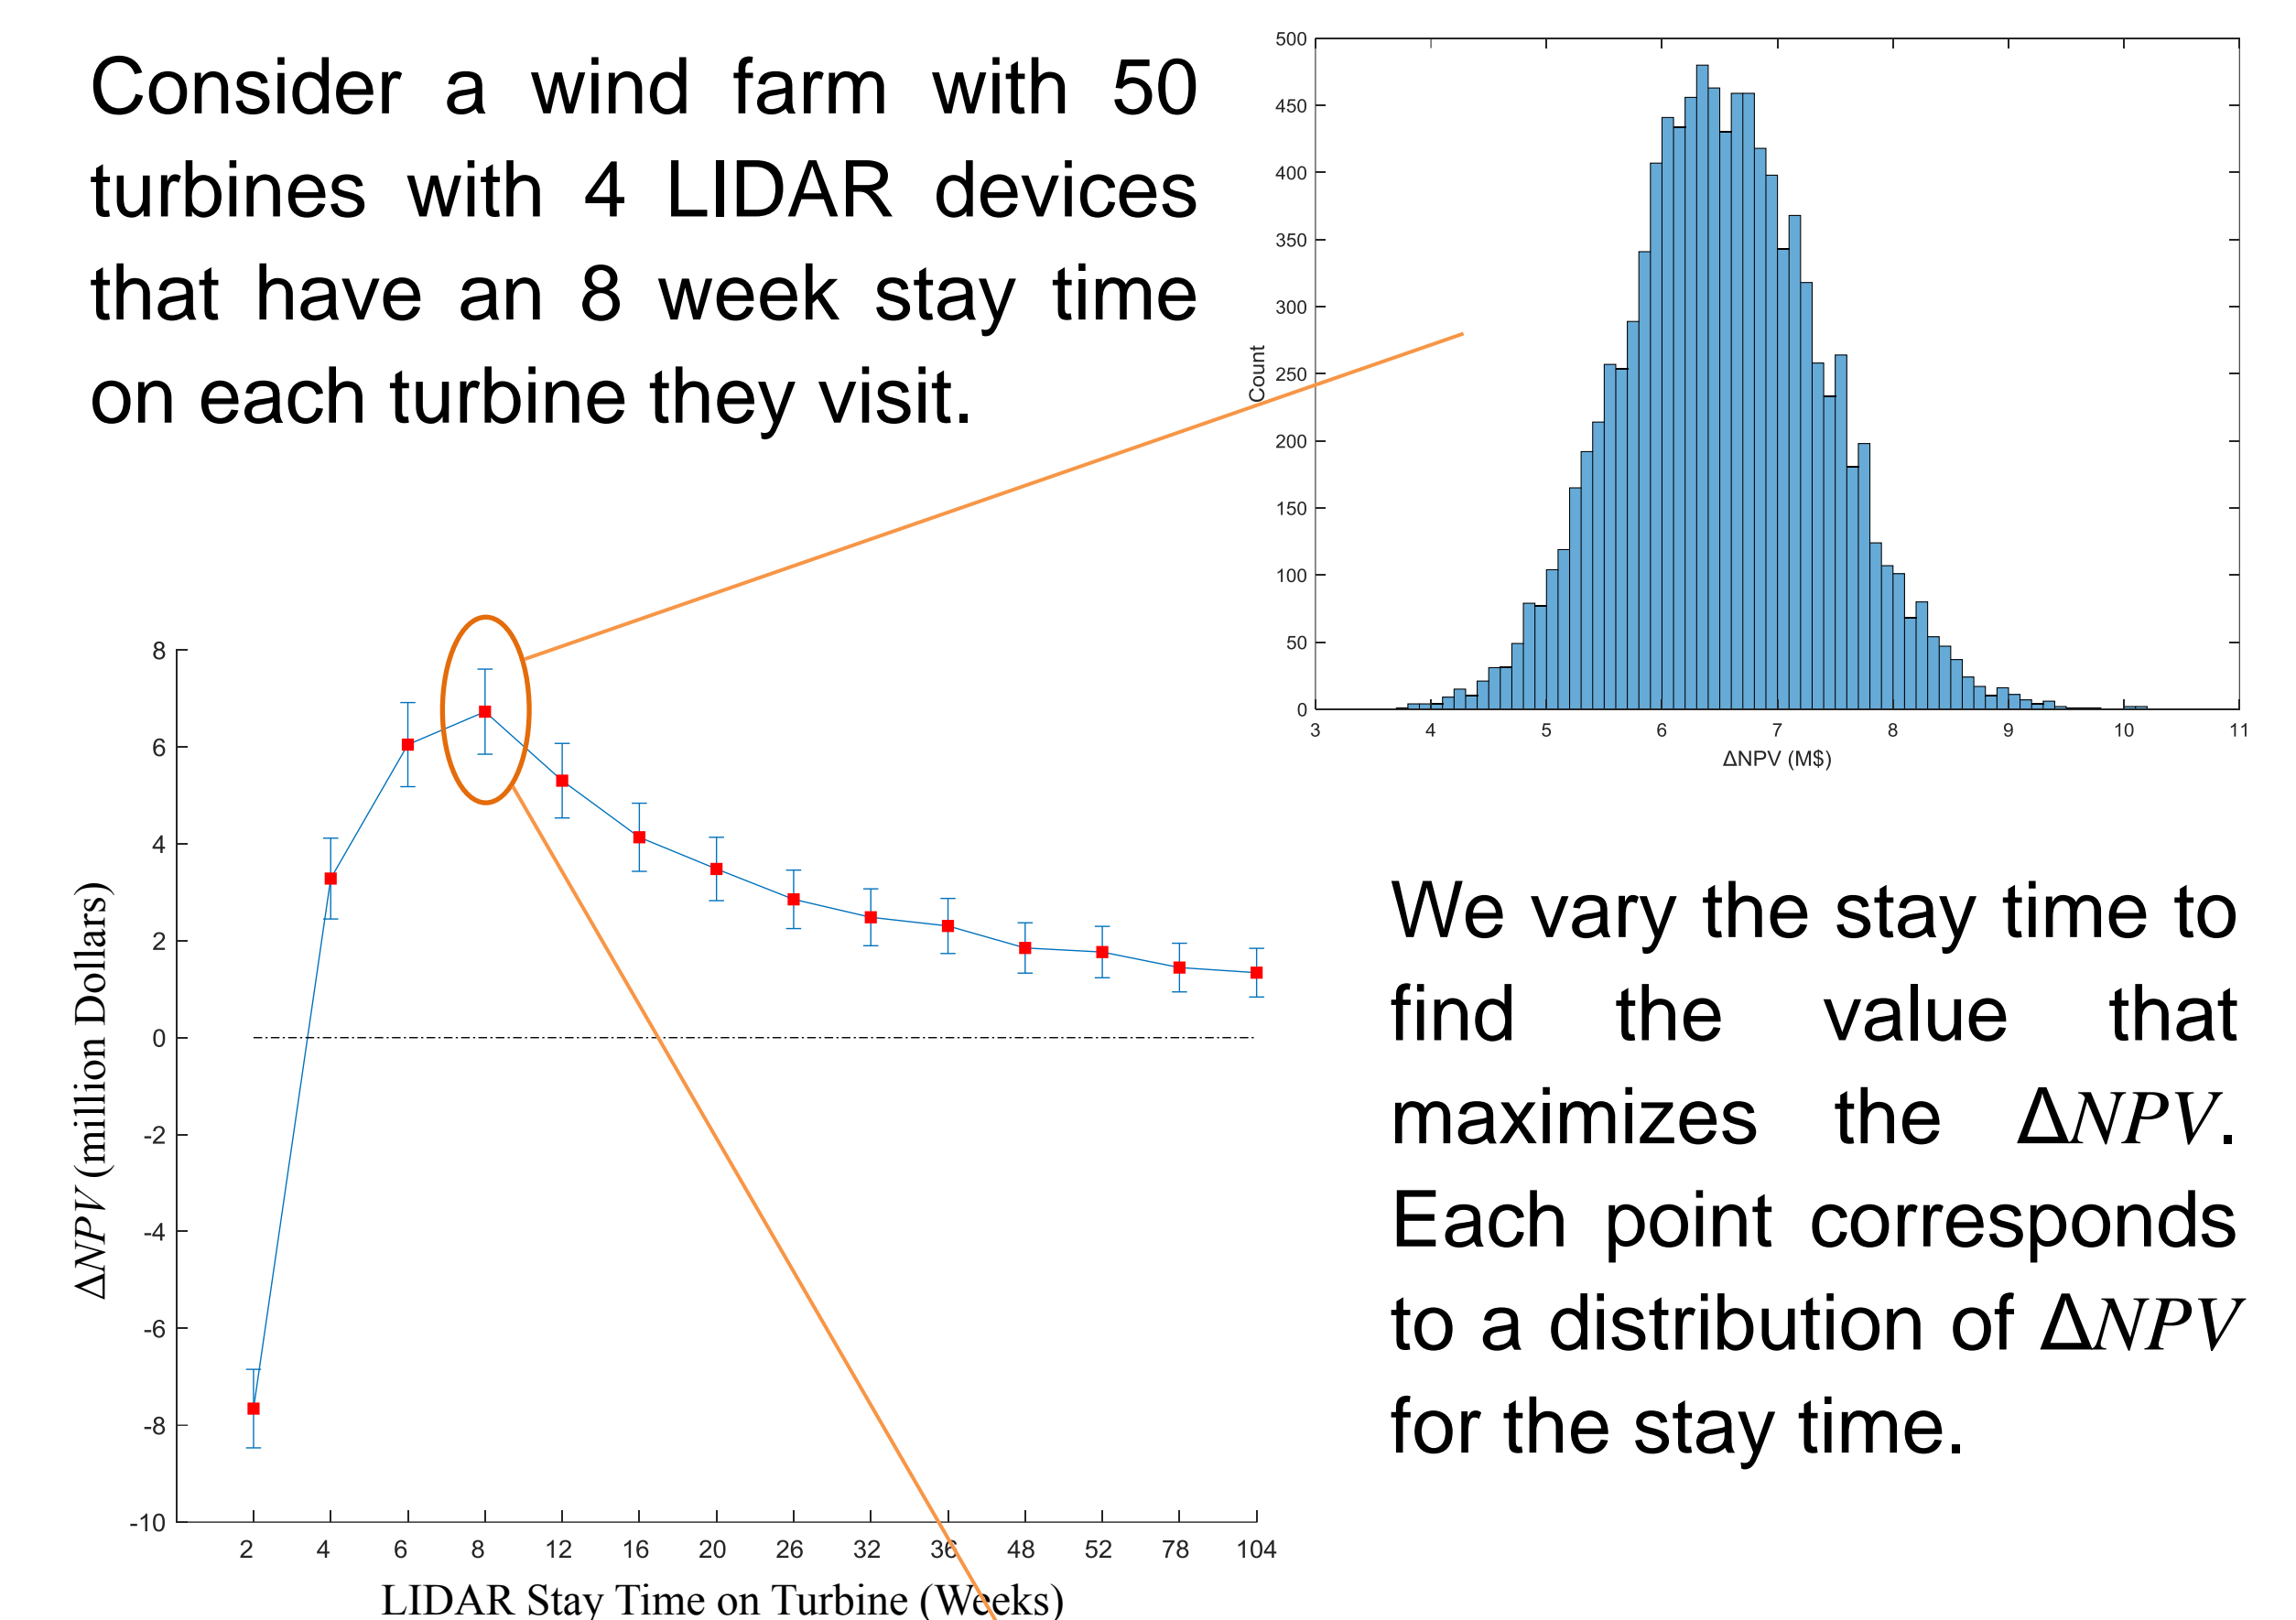 Consider a wind farm with 50
turbines with 4 LIDAR devices
that have an 8 week stay time
on each turbine they visit.
500
450
400
350
300
250
200
150
100
50
0
Count
3 4 5 6 7 8 9 10 11
ΔNPV (M$)
8
6
4
2
0
-2
-4
-6
-8
-10
ΔNPV (million Dollars)
2 4 6 8 12 16 20 26 32 36 48 52 78 104
LIDAR Stay Time on Turbine (Weeks)
We vary the stay time to
find the value that
maximizes the ΔNPV.
Each point corresponds
to a distribution of ΔNPV
for the stay time.